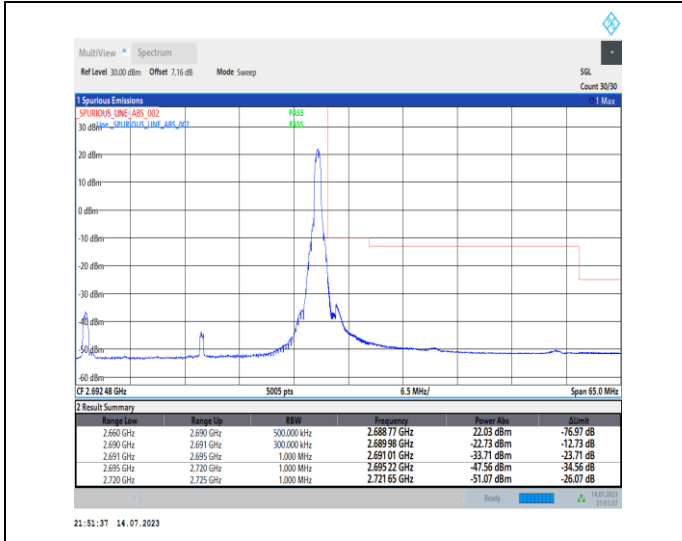 MultiView Spectrum
Ref Level 30.00 dBm Offset 7.16 dB Mode Sweep SGL
Count 30/30
1 Spurious Emissions 1 Max
_SPURIOUS_LINE_ABS_002 PASS
Line _SPURIOUS_LINE_ABS_002 PASS
30 dBm
20 dBm
10 dBm
0 dBm
-10 dBm
-20 dBm
-30 dBm
-40 dBm
-50 dBm
-60 dBm
CF 2.692 48 GHz 5005 pts 6.5 MHz/ Span 65.0 MHz
2 Result Summary
Range Low Range Up RBW Frequency Power Abs ΔLimit
2.660 GHz 2.690 GHz 500.000 kHz 2.688 77 GHz 22.03 dBm -76.97 dB
2.690 GHz 2.691 GHz 300.000 kHz 2.689 98 GHz -22.73 dBm -12.73 dB
2.691 GHz 2.695 GHz 1.000 MHz 2.691 01 GHz -33.71 dBm -23.71 dB
2.695 GHz 2.720 GHz 1.000 MHz 2.695 22 GHz -47.56 dBm -34.56 dB
2.720 GHz 2.725 GHz 1.000 MHz 2.721 65 GHz -51.07 dBm -26.07 dB
Ready 14.07.2023
21:51:37
21:51:37 14.07.2023